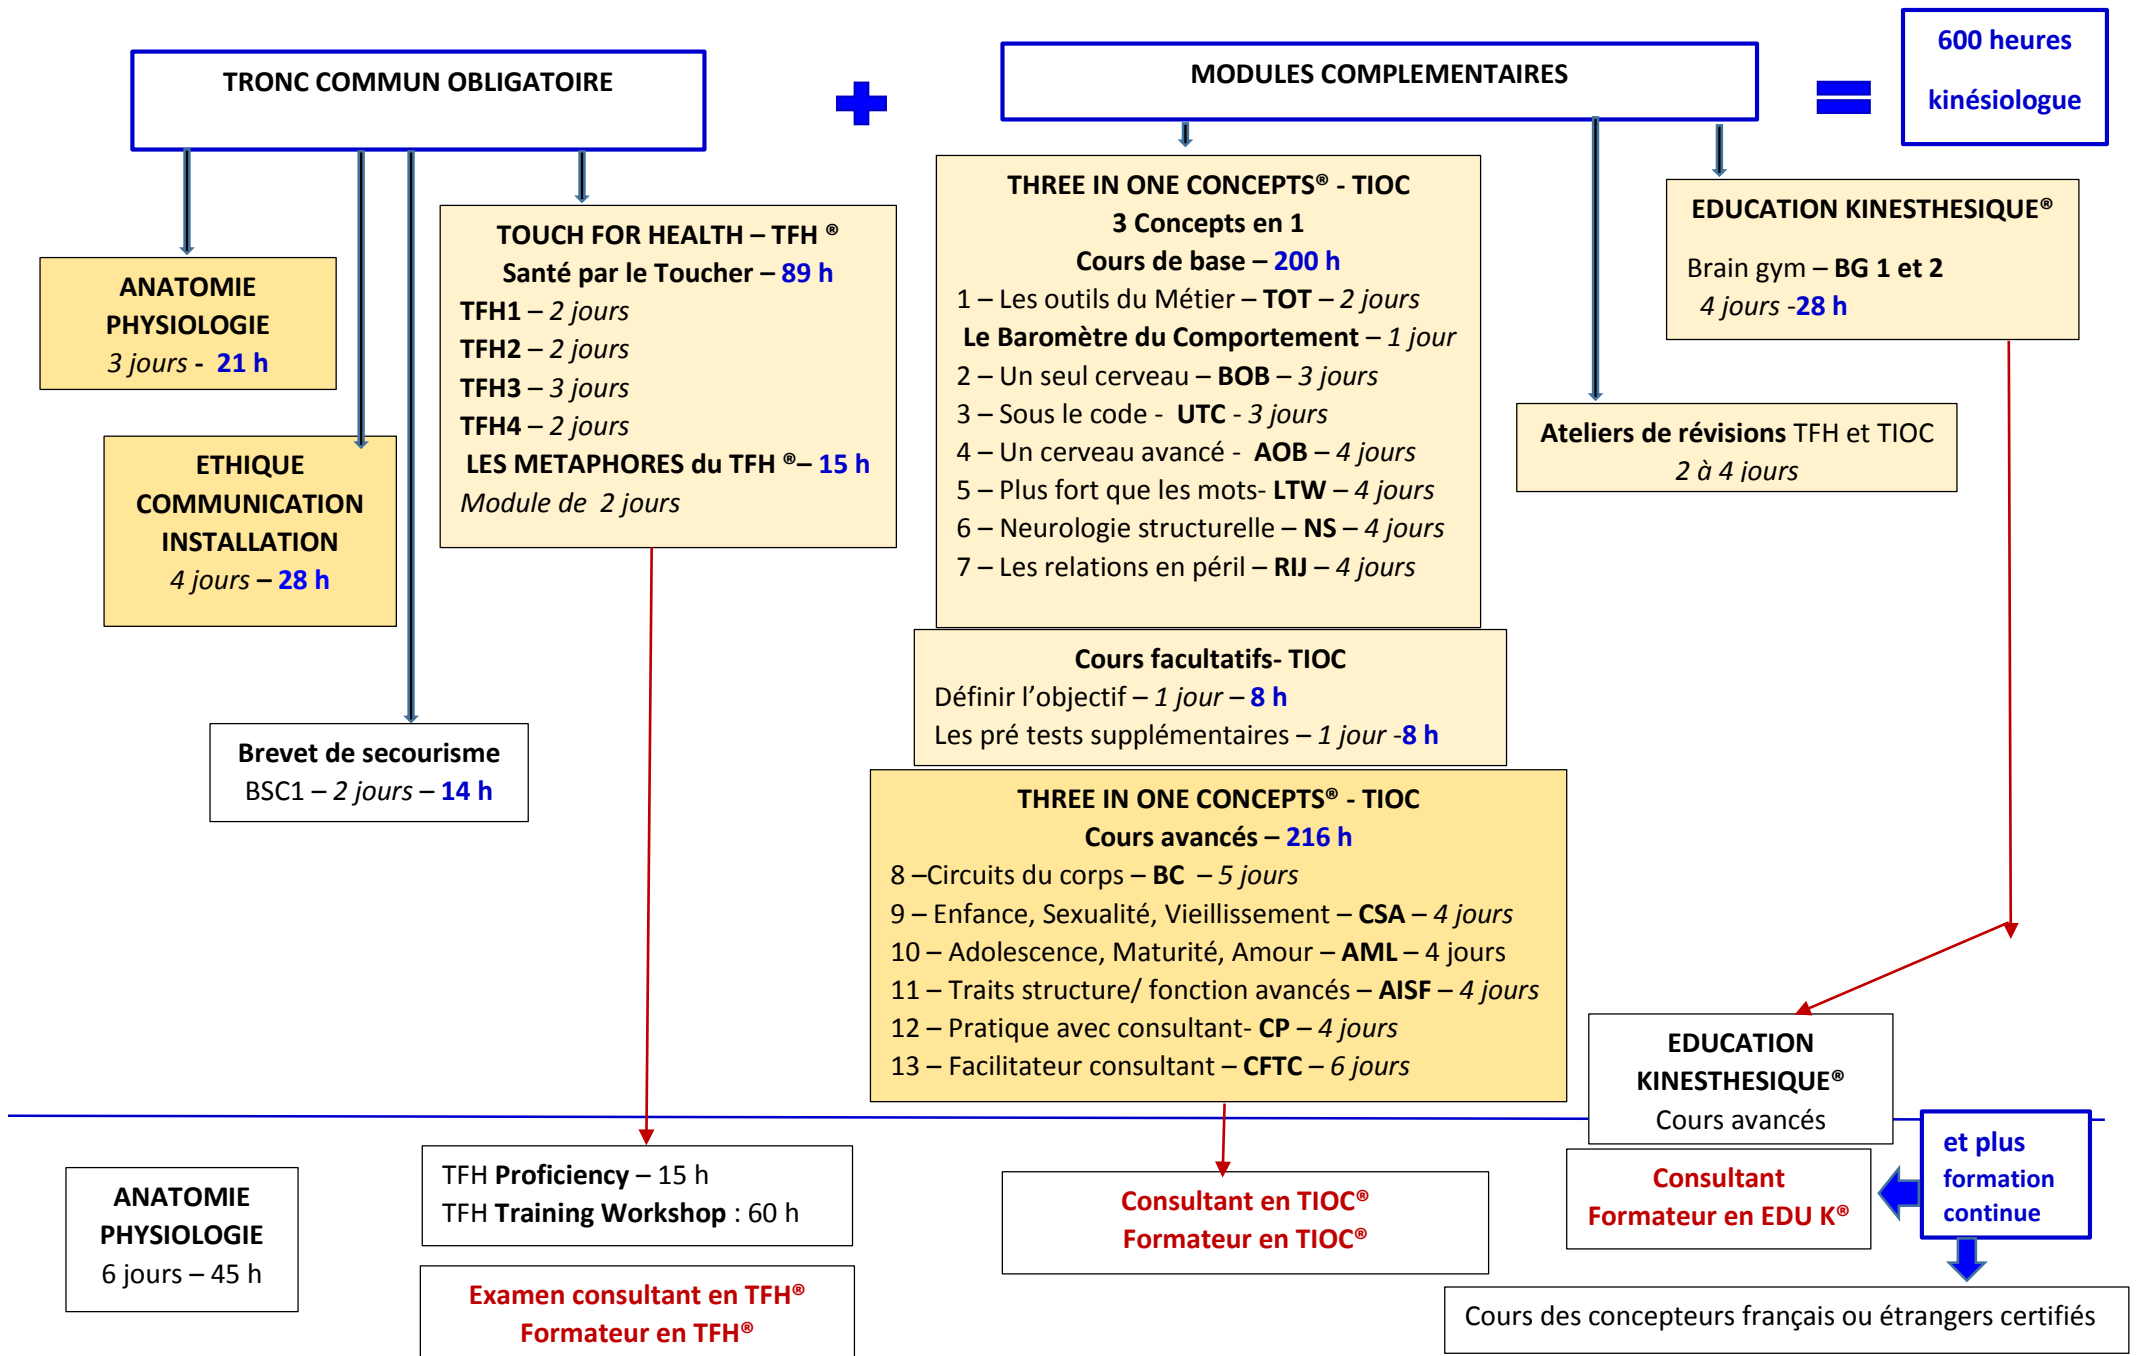 TRONC COMMUN OBLIGATOIRE
MODULES COMPLEMENTAIRES
600 heures
kinésiologue
ANATOMIE
PHYSIOLOGIE
3 jours - 21 h
ETHIQUE
COMMUNICATION
INSTALLATION
4 jours – 28 h
Brevet de secourisme
BSC1 – 2 jours – 14 h
TOUCH FOR HEALTH – TFH ®
Santé par le Toucher – 89 h
TFH1 – 2 jours
TFH2 – 2 jours
TFH3 – 3 jours
TFH4 – 2 jours
LES METAPHORES du TFH ®– 15 h
Module de 2 jours
THREE IN ONE CONCEPTS® - TIOC
3 Concepts en 1
Cours de base – 200 h
1 – Les outils du Métier – TOT – 2 jours
Le Baromètre du Comportement – 1 jour
2 – Un seul cerveau – BOB – 3 jours
3 – Sous le code - UTC - 3 jours
4 – Un cerveau avancé - AOB – 4 jours
5 – Plus fort que les mots- LTW – 4 jours
6 – Neurologie structurelle – NS – 4 jours
7 – Les relations en péril – RIJ – 4 jours
Cours facultatifs- TIOC
Définir l’objectif – 1 jour – 8 h
Les pré tests supplémentaires – 1 jour -8 h
THREE IN ONE CONCEPTS® - TIOC
Cours avancés – 216 h
8 –Circuits du corps – BC – 5 jours
9 – Enfance, Sexualité, Vieillissement – CSA – 4 jours
10 – Adolescence, Maturité, Amour – AML – 4 jours
11 – Traits structure/ fonction avancés – AISF – 4 jours
12 – Pratique avec consultant- CP – 4 jours
13 – Facilitateur consultant – CFTC – 6 jours
EDUCATION KINESTHESIQUE®
Brain gym – BG 1 et 2
4 jours -28 h
Ateliers de révisions TFH et TIOC
2 à 4 jours
EDUCATION
KINESTHESIQUE®
Cours avancés
ANATOMIE
PHYSIOLOGIE
6 jours – 45 h
TFH Proficiency – 15 h
TFH Training Workshop : 60 h
Examen consultant en TFH®
Formateur en TFH®
Consultant en TIOC®
Formateur en TIOC®
Consultant
Formateur en EDU K®
et plus
formation
continue
Cours des concepteurs français ou étrangers certifiés